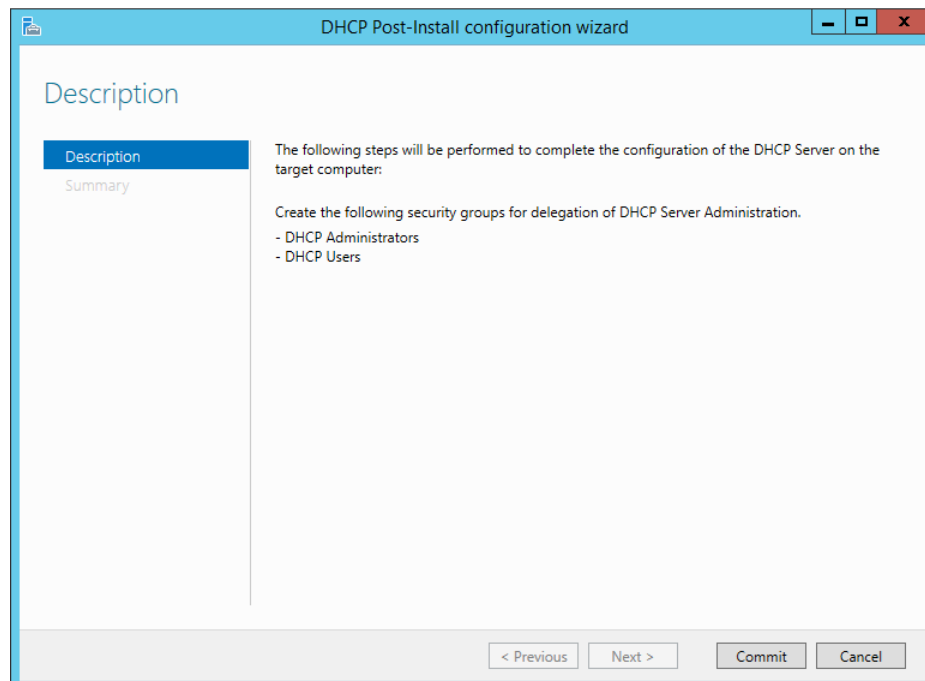 DHCP Post-Install configuration wizard
Description
Description
Summary
The following steps will be performed to complete the configuration of the DHCP Server on the
target computer:
Create the following security groups for delegation of DHCP Server Administration.
- DHCP Administrators
- DHCP Users
< Previous
Next >
Commit
Cancel